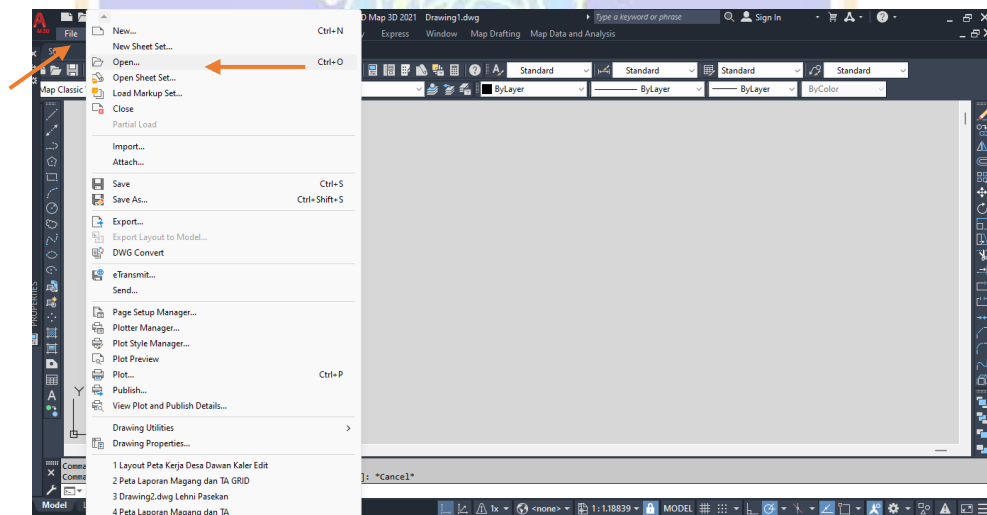 D Map 3D 2021 Drawing1.dwg Type a keyword or phrase Sign In
M3D File Express Window Map Drafting Map Data and Analysis
Standard Standard Standard Standard
Map Classic ByLayer ByLayer ByLayer ByColor
New... Ctrl+N
New Sheet Set...
Open... Ctrl+O
Open Sheet Set...
Load Markup Set...
Close
Partial Load
Import...
Attach...
Save Ctrl+S
Save As... Ctrl+Shift+S
Export...
Export Layout to Model...
DWG Convert
eTransmit...
Send...
Page Setup Manager...
Plotter Manager...
Plot Style Manager...
Plot Preview
Plot... Ctrl+P
Publish...
View Plot and Publish Details...
Drawing Utilities
Drawing Properties...
1 Layout Peta Kerja Desa Dawan Kaler Edit
2 Peta Laporan Magang dan TA GRID
3 Drawing2.dwg Lehni Pasekan
4 Peta Laporan Magang dan TA
PROPERTIES
Y
Comma
Comma ]: *Cancel*
Model 1x <none> 1:1.18839 MODEL